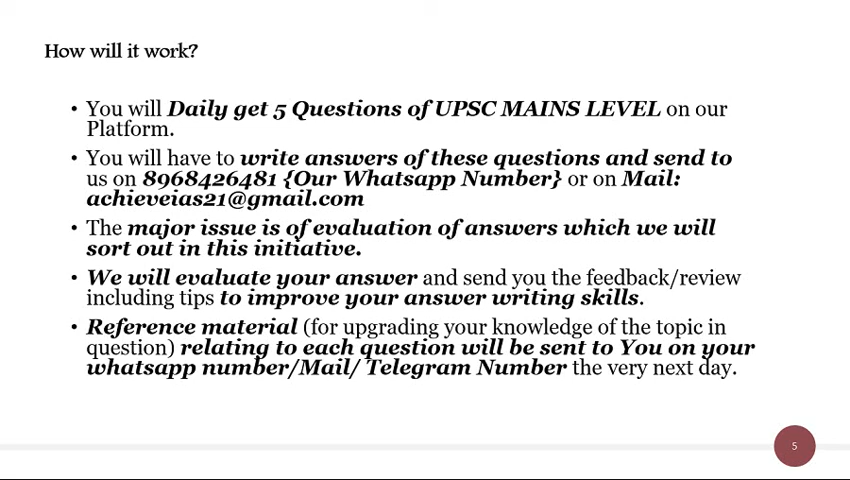 How will it work?
• You will Daily get 5 Questions of UPSC MAINS LEVEL on our
Platform.
• You will have to write answers of these questions and send to
us on 8968426481 {Our Whatsapp Number} or on Mail:
achieveias21@gmail.com
• The major issue is of evaluation of answers which we will
sort out in this initiative.
• We will evaluate your answer and send you the feedback/review
including tips to improve your answer writing skills.
• Reference material (for upgrading your knowledge of the topic in
question) relating to each question will be sent to You on your
whatsapp number/Mail/ Telegram Number the very next day.
5